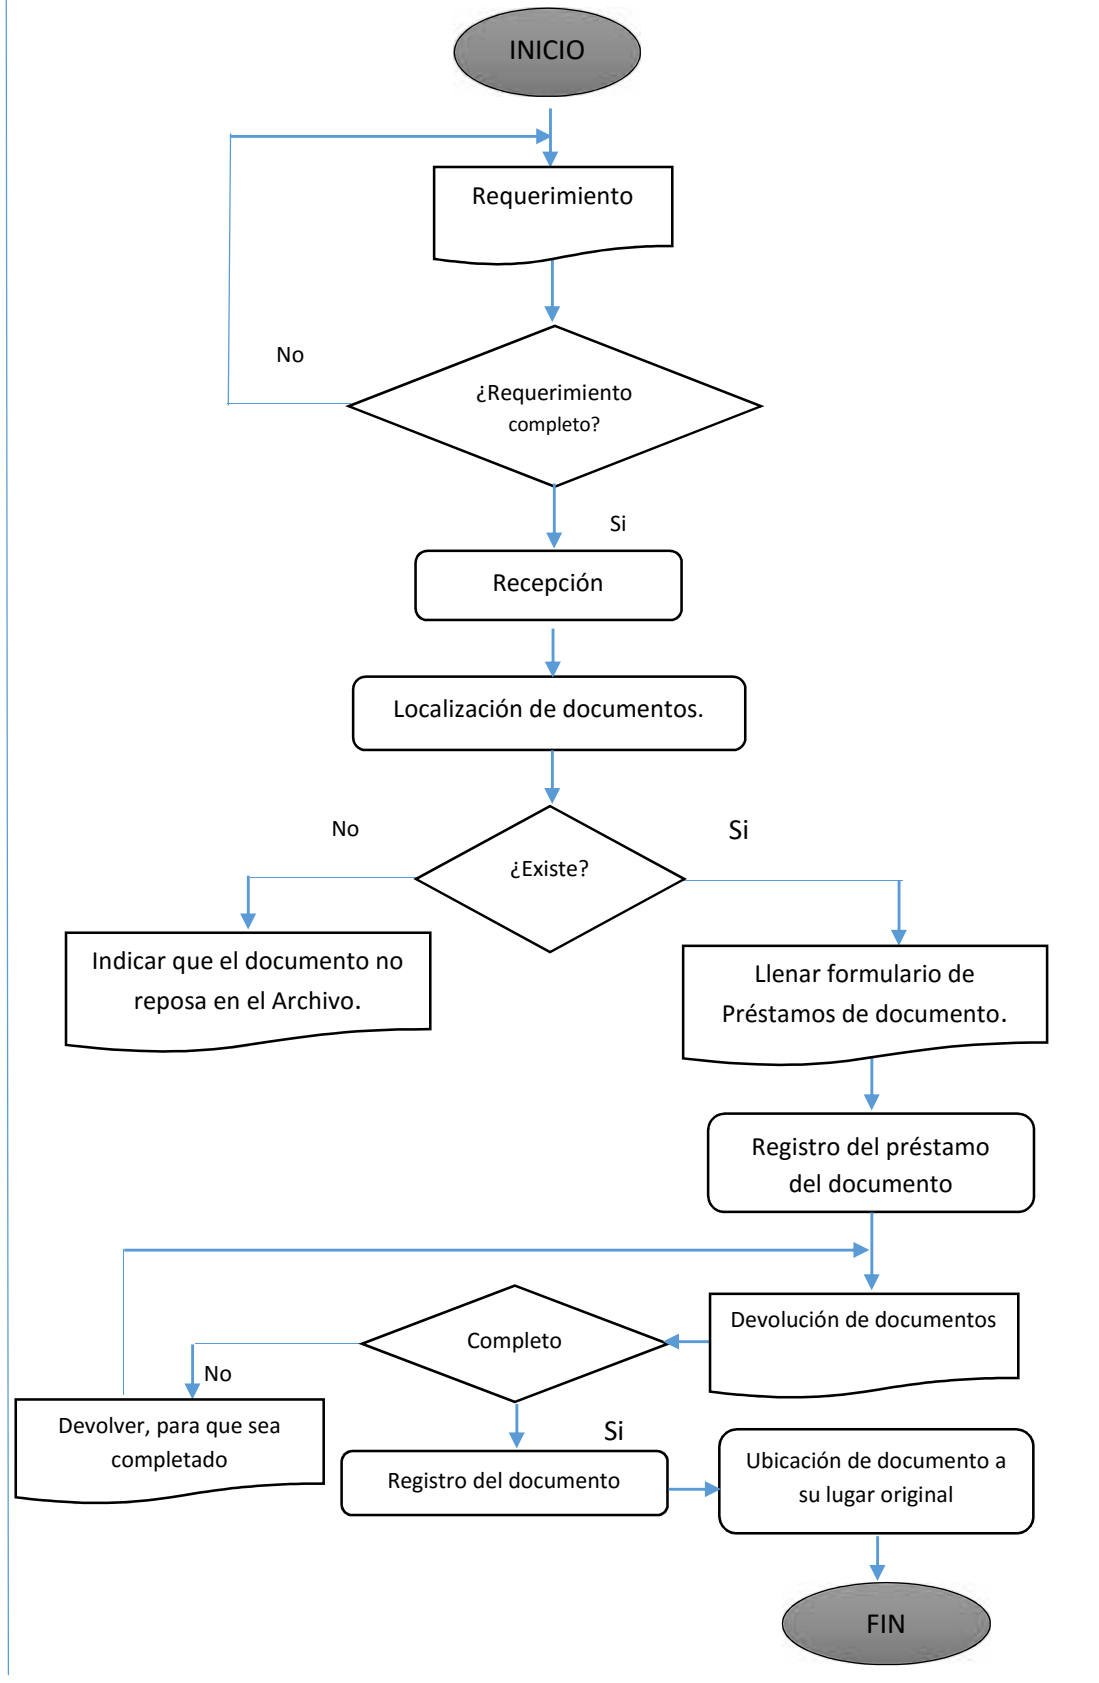 INICIO
Requerimiento
No
¿Requerimiento
completo?
Si
Recepción
Localización de documentos.
No
Si
¿Existe?
Indicar que el documento no
reposa en el Archivo.
Llenar formulario de
Préstamos de documento.
Registro del préstamo
del documento
Devolución de documentos
Completo
No
Devolver, para que sea
completado
Si
Registro del documento
Ubicación de documento a
su lugar original
FIN